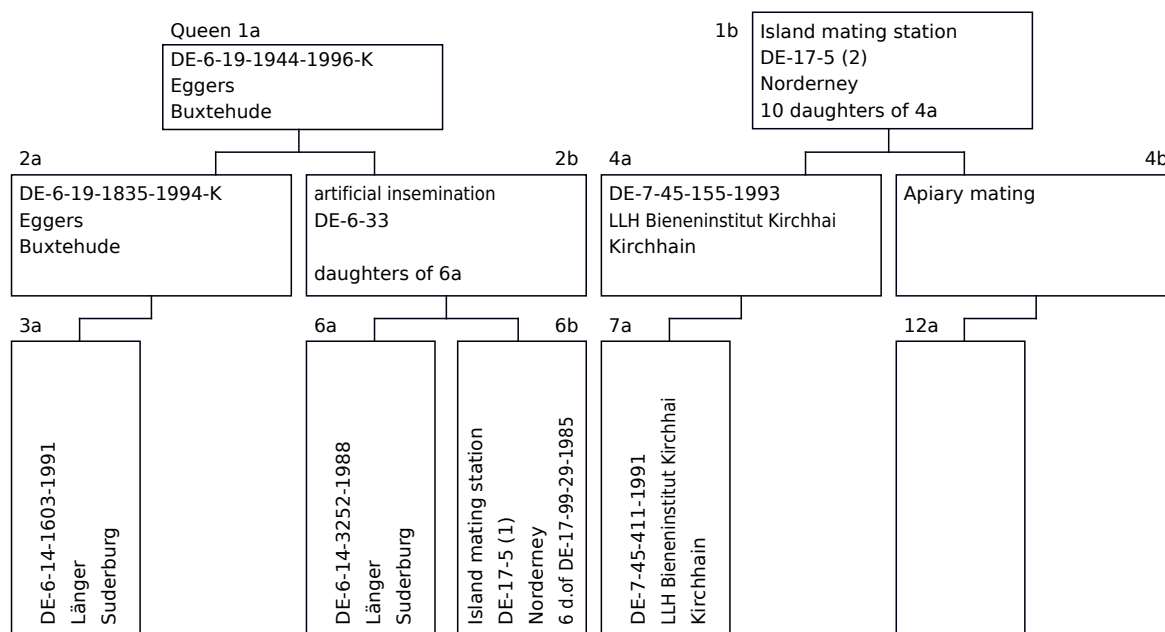 Queen 1a
DE-6-19-1944-1996-K
Eggers
Buxtehude
1b
Island mating station
DE-17-5 (2)
Norderney
10 daughters of 4a
2a
DE-6-19-1835-1994-K
Eggers
Buxtehude
2b
artificial insemination
DE-6-33
daughters of 6a
4a
DE-7-45-155-1993
LLH Bieneninstitut Kirchhai
Kirchhain
4b
Apiary mating
3a
DE-6-14-1603-1991
Länger
Suderburg
6a
DE-6-14-3252-1988
Länger
Suderburg
6b
Island mating station
DE-17-5 (1)
Norderney
6 d.of DE-17-99-29-1985
7a
DE-7-45-411-1991
LLH Bieneninstitut Kirchhai
Kirchhain
12a